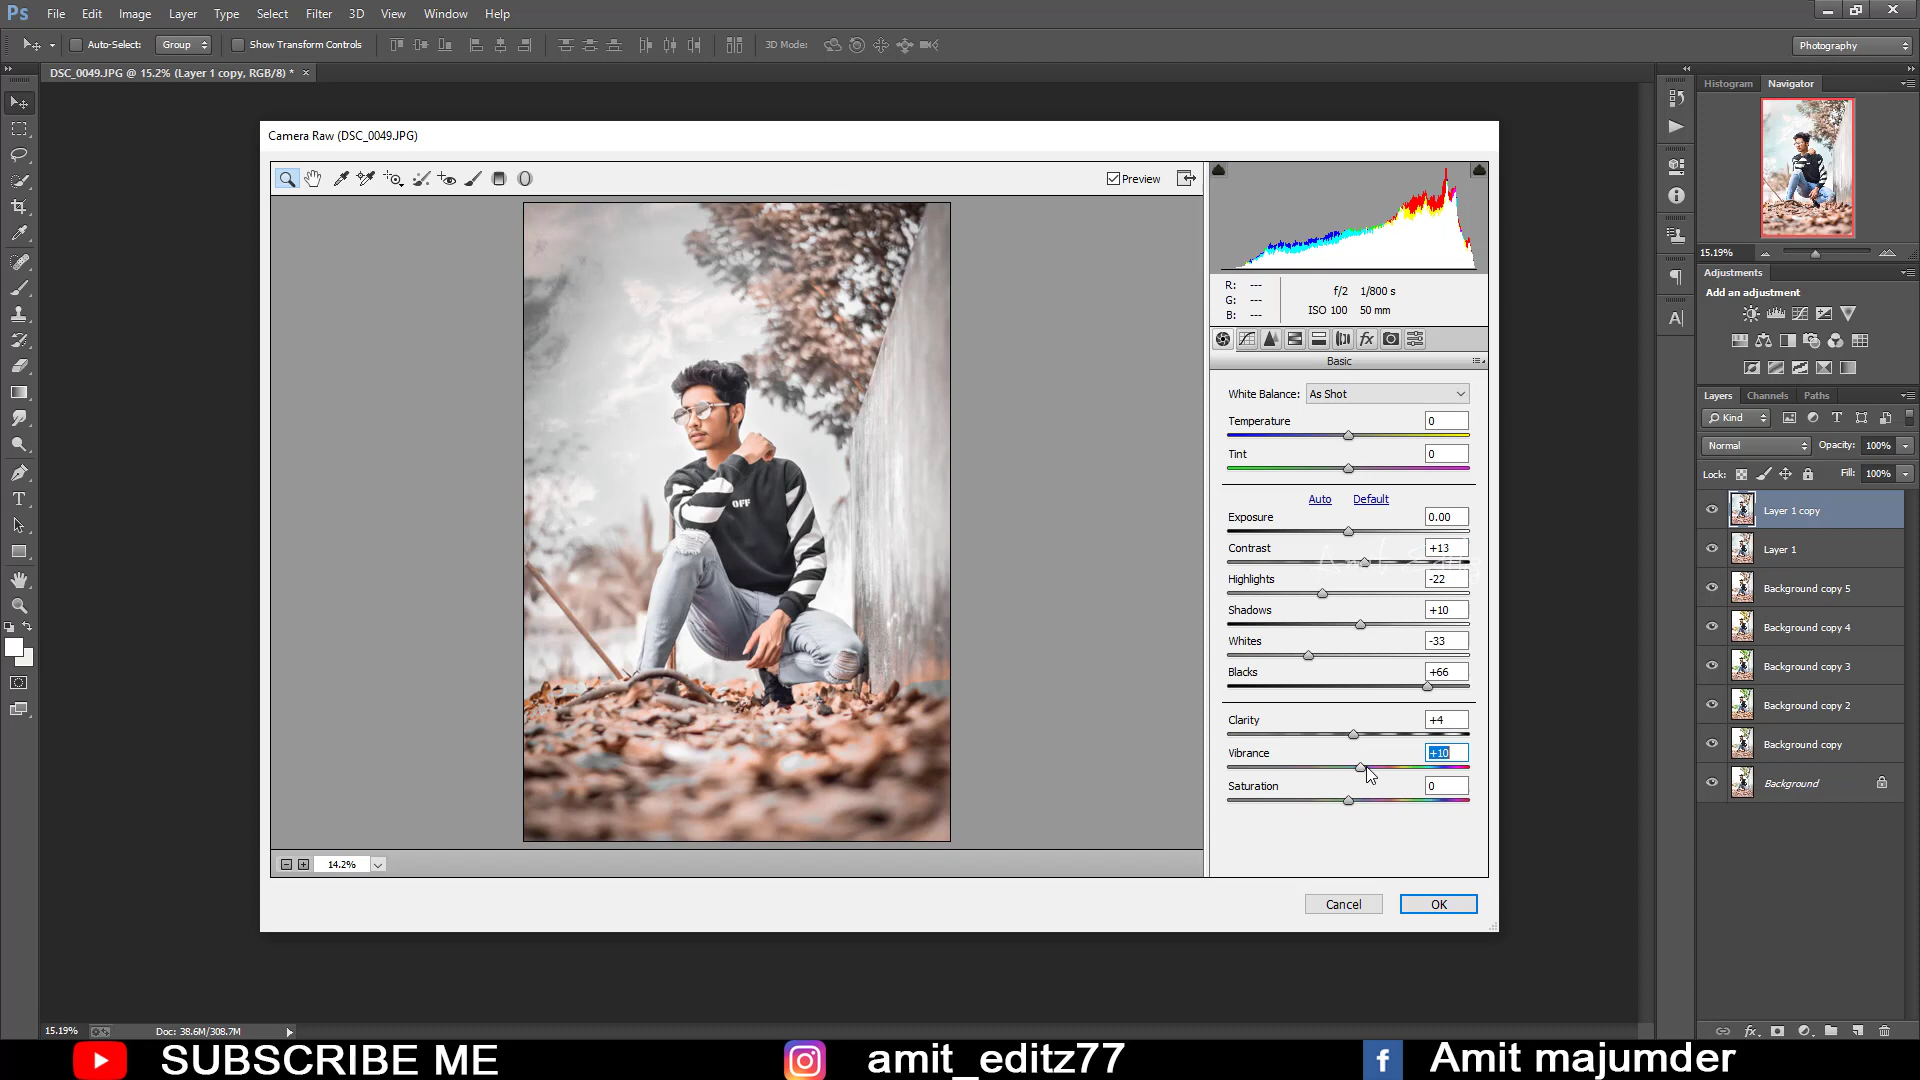 Ps File Edit Image Layer Type Select Filter 3D View Window Help
Auto-Select: Group Show Transform Controls 3D Mode: Photography
DSC_0049.JPG @ 15.2% (Layer 1 copy, RGB/8) * ×
Histogram Navigator
Camera Raw (DSC_0049.JPG)
Preview
15.19%
Adjustments
Add an adjustment
R: ---
G: ---
B: ---
f/2 1/800 s
ISO 100 50 mm
fx
Basic
White Balance: As Shot
Temperature 0
Tint 0
Auto Default
Exposure 0.00
Contrast +13
Highlights -22
Shadows +10
Whites -33
Blacks +66
Clarity +4
Vibrance +10
Saturation 0
OFF
Layers Channels Paths
Kind
Normal Opacity: 100%
Lock: Fill: 100%
Layer 1 copy
Layer 1
Background copy 5
Background copy 4
Background copy 3
Background copy 2
Background copy
Background
14.2%
Cancel OK
15.19% Doc: 38.6M/308.7M
fx
SUBSCRIBE ME amit_editz77 Amit majumder